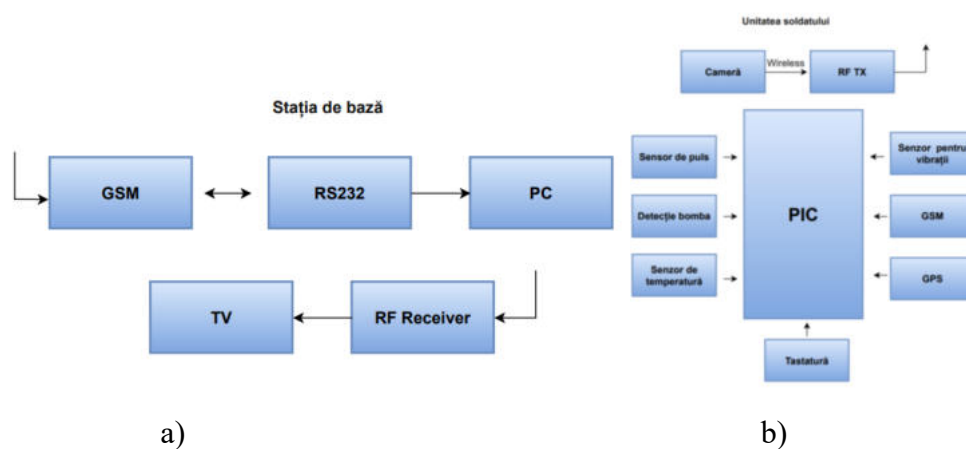 Stația de bază
GSM
RS232
PC
TV
RF Receiver
a)
Unitatea soldatului
Cameră
Wireless
RF TX
Sensor de puls
Detecție bomba
Senzor de
temperatură
PIC
Senzor pentru
vibrații
GSM
GPS
Tastatură
b)